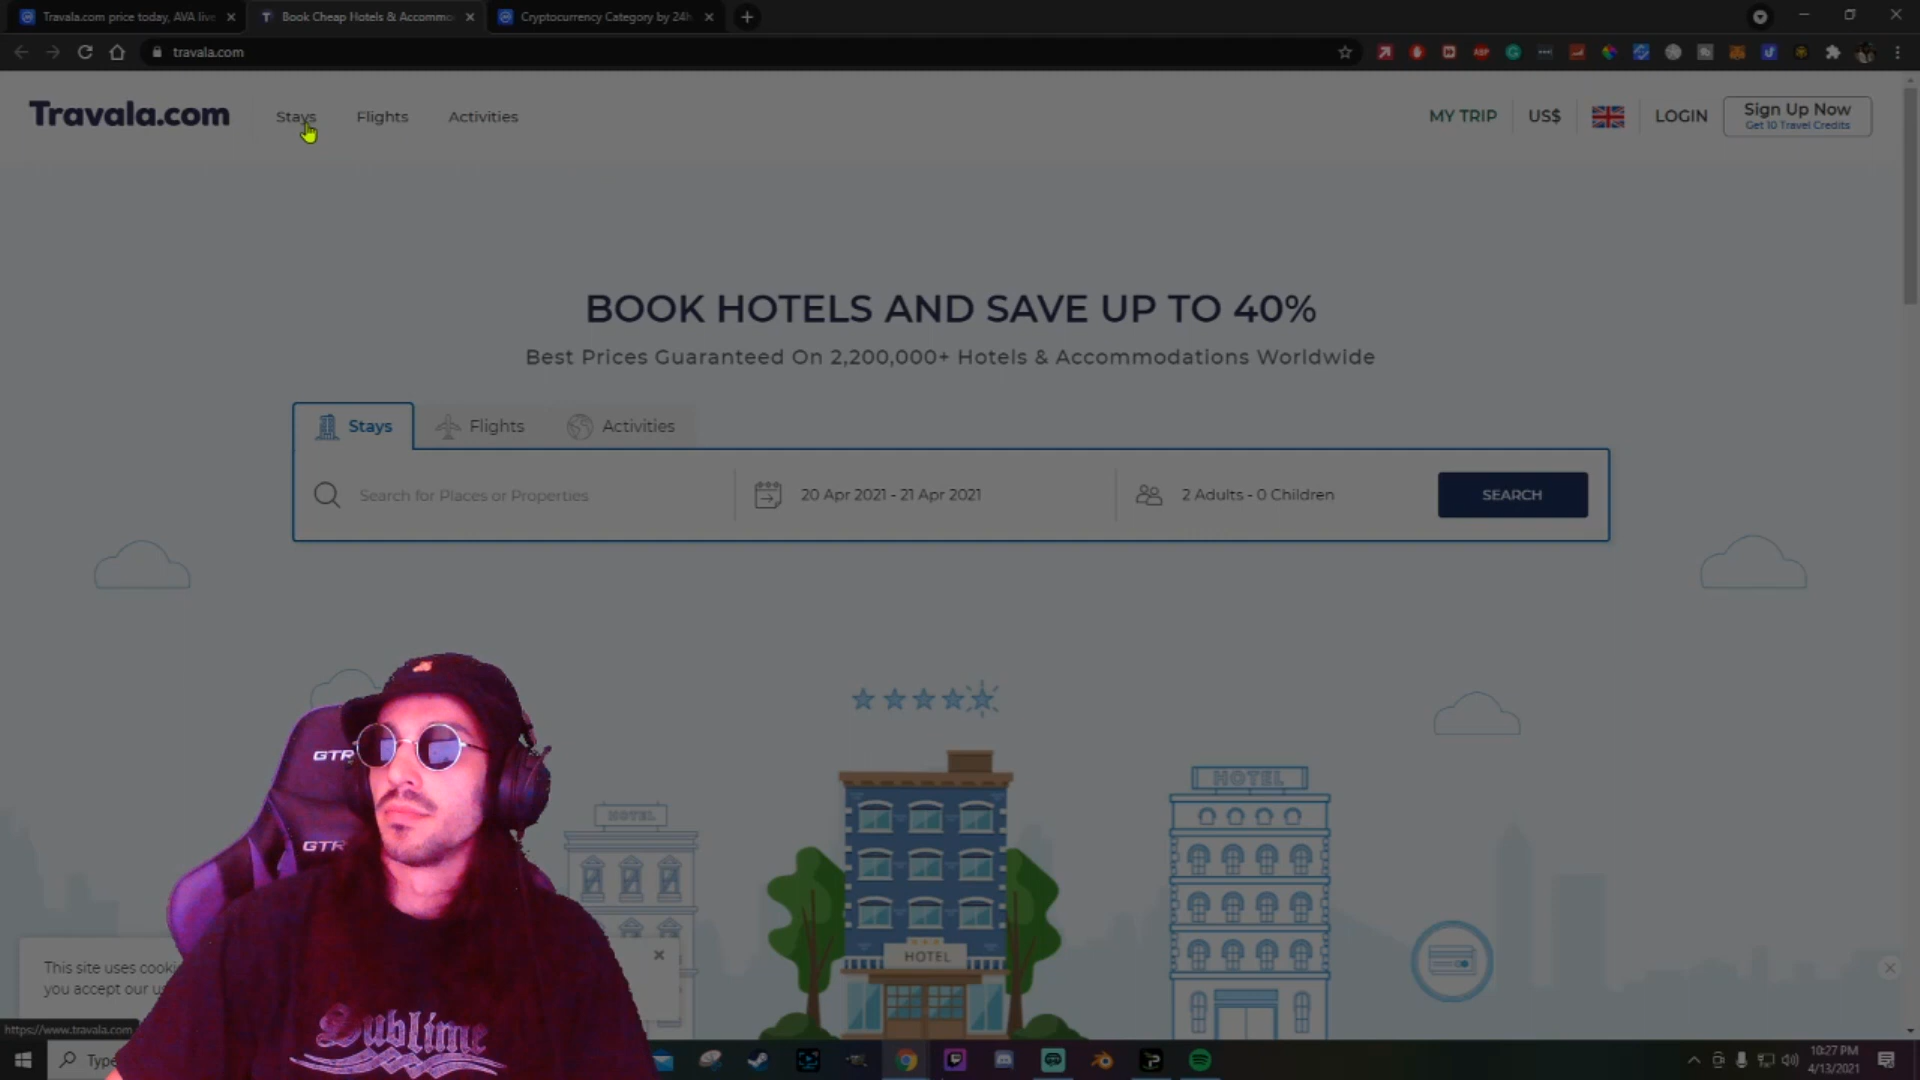 Travala.com price today, AVA live
Book Cheap Hotels & Accommo
Cryptocurrency Category by 24h
travala.com
Travala.com
Stays
Flights
Activities
MY TRIP
US$
LOGIN
Sign Up Now
Get 10 Travel Credits
BOOK HOTELS AND SAVE UP TO 40%
Best Prices Guaranteed On 2,200,000+ Hotels & Accommodations Worldwide
Stays
Flights
Activities
Search for Places or Properties
20 Apr 2021 - 21 Apr 2021
2 Adults - 0 Children
SEARCH
HOTEL
GTR
HOTEL
GTR
HOTEL
This site uses cooki
you accept our u
Sublime
https://www.travala.com
Type
10:27 PM
4/13/2021